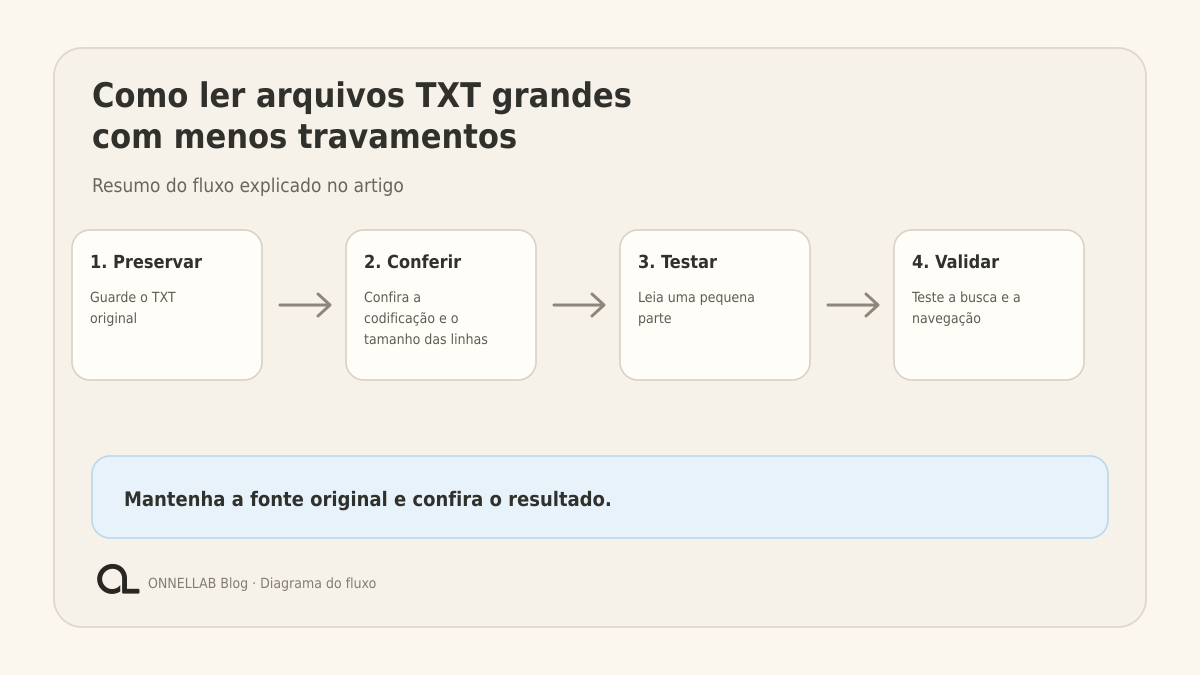 Como ler arquivos TXT grandes
com menos travamentos
Resumo do fluxo explicado no artigo
1. Preservar
Guarde o TXT
original
2. Conferir
Confira a
codificação e o
tamanho das linhas
3. Testar
Leia uma pequena
parte
4. Validar
Teste a busca e a
navegação
Mantenha a fonte original e confira o resultado.
ONNELLAB Blog · Diagrama do fluxo